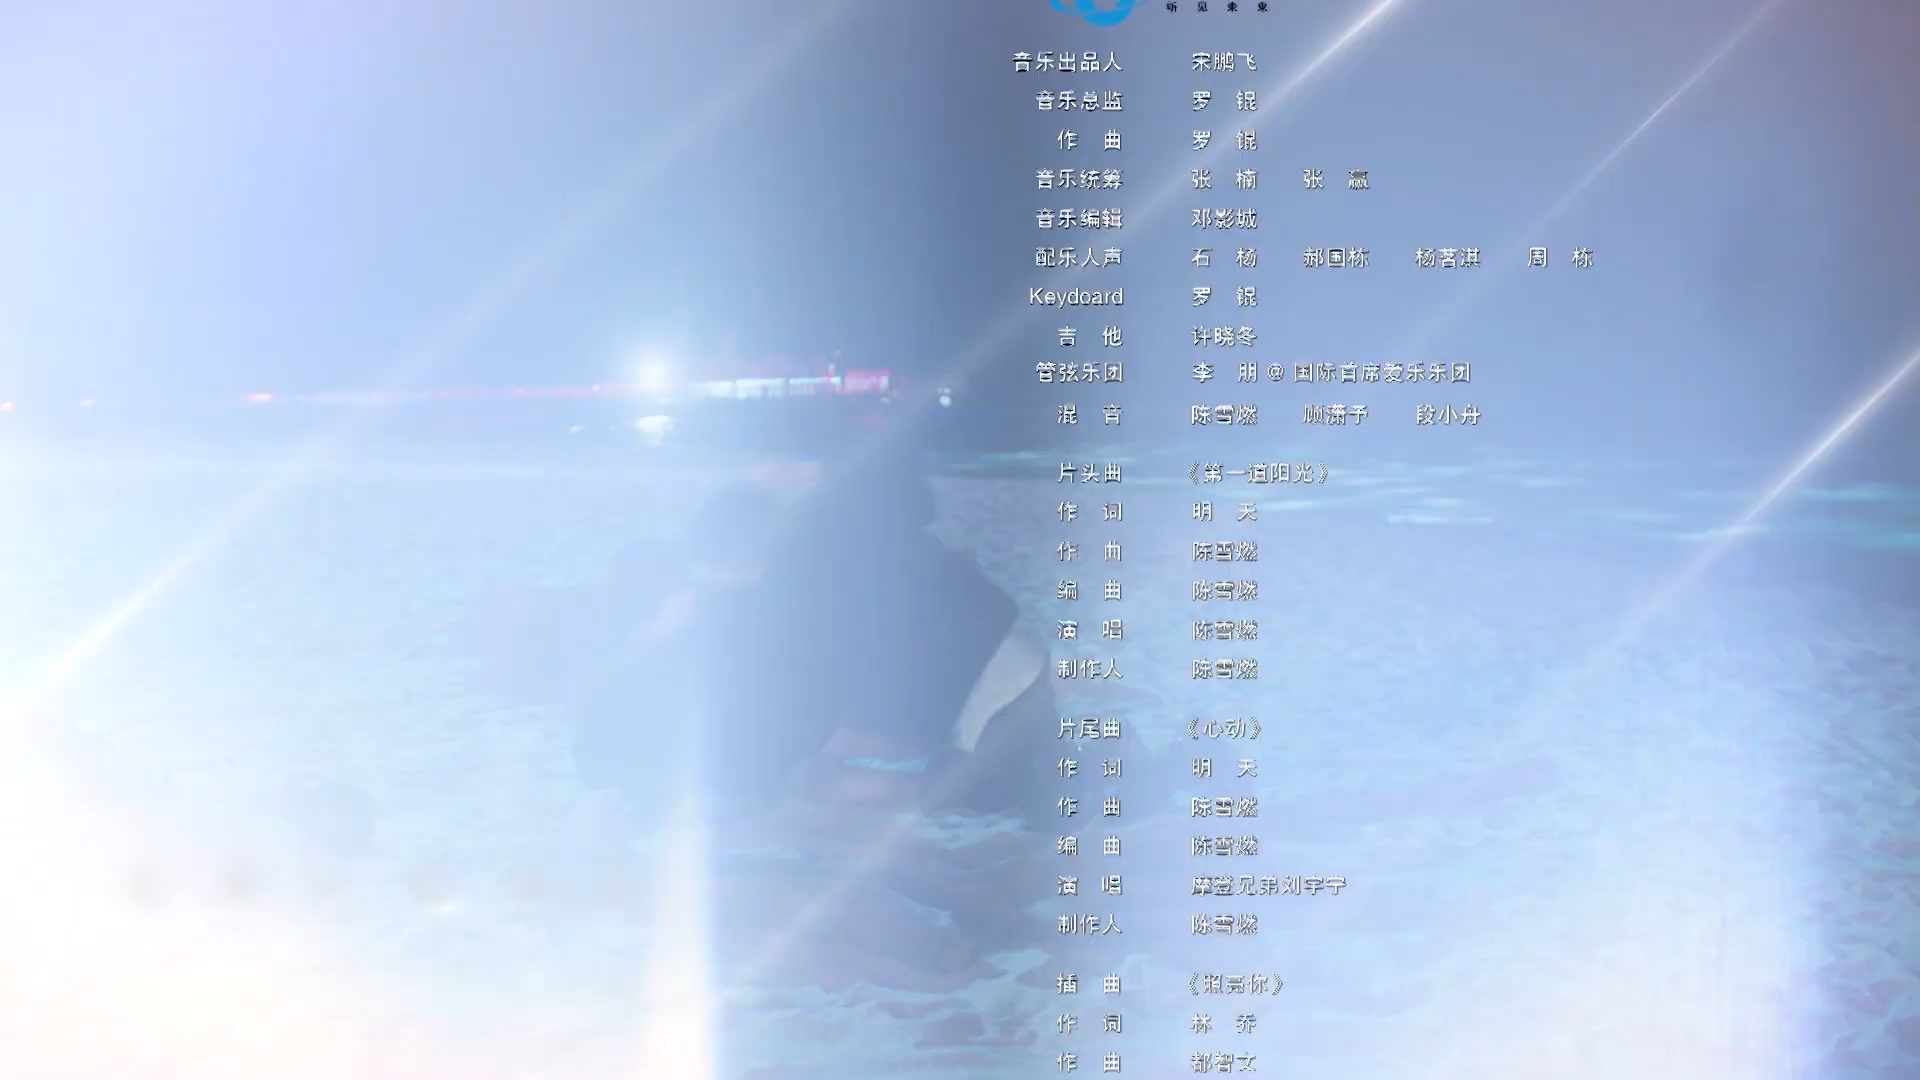 听见未来
音乐出品人 宋鹏飞
音乐总监 罗 锟
作 曲 罗 锟
音乐统筹 张 楠 张 赢
音乐编辑 邓影城
配乐人声 石 杨 郝国栋 杨茗淇 周 栋
Keydoard 罗 锟
吉 他 许晓冬
管弦乐团 李 朋 @ 国际首席爱乐乐团
混 音 陈雪燃 顾潇予 段小舟
片头曲 《第一道阳光》
作 词 明 天
作 曲 陈雪燃
编 曲 陈雪燃
演 唱 陈雪燃
制作人 陈雪燃
片尾曲 《心动》
作 词 明 天
作 曲 陈雪燃
编 曲 陈雪燃
演 唱 摩登兄弟刘宇宁
制作人 陈雪燃
插 曲 《照亮你》
作 词 林 乔
作 曲 都智文